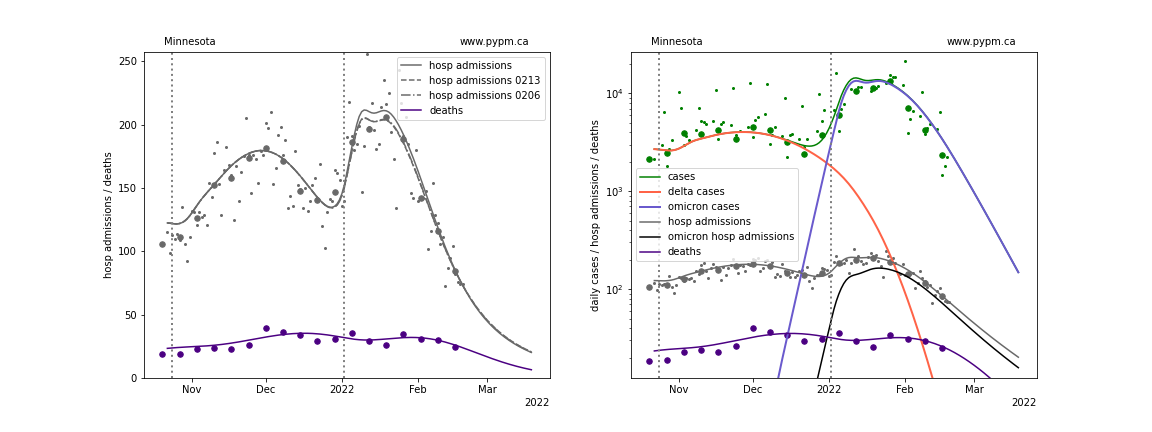 Minnesota www.pypm.ca
hosp admissions / deaths
250
200
150
100
50
0
hosp admissions
hosp admissions 0213
hosp admissions 0206
deaths
Nov Dec 2022 Feb Mar
2022
Minnesota www.pypm.ca
daily cases / hosp admissions / deaths
10⁴
10³
10²
cases
delta cases
omicron cases
hosp admissions
omicron hosp admissions
deaths
Nov Dec 2022 Feb Mar
2022